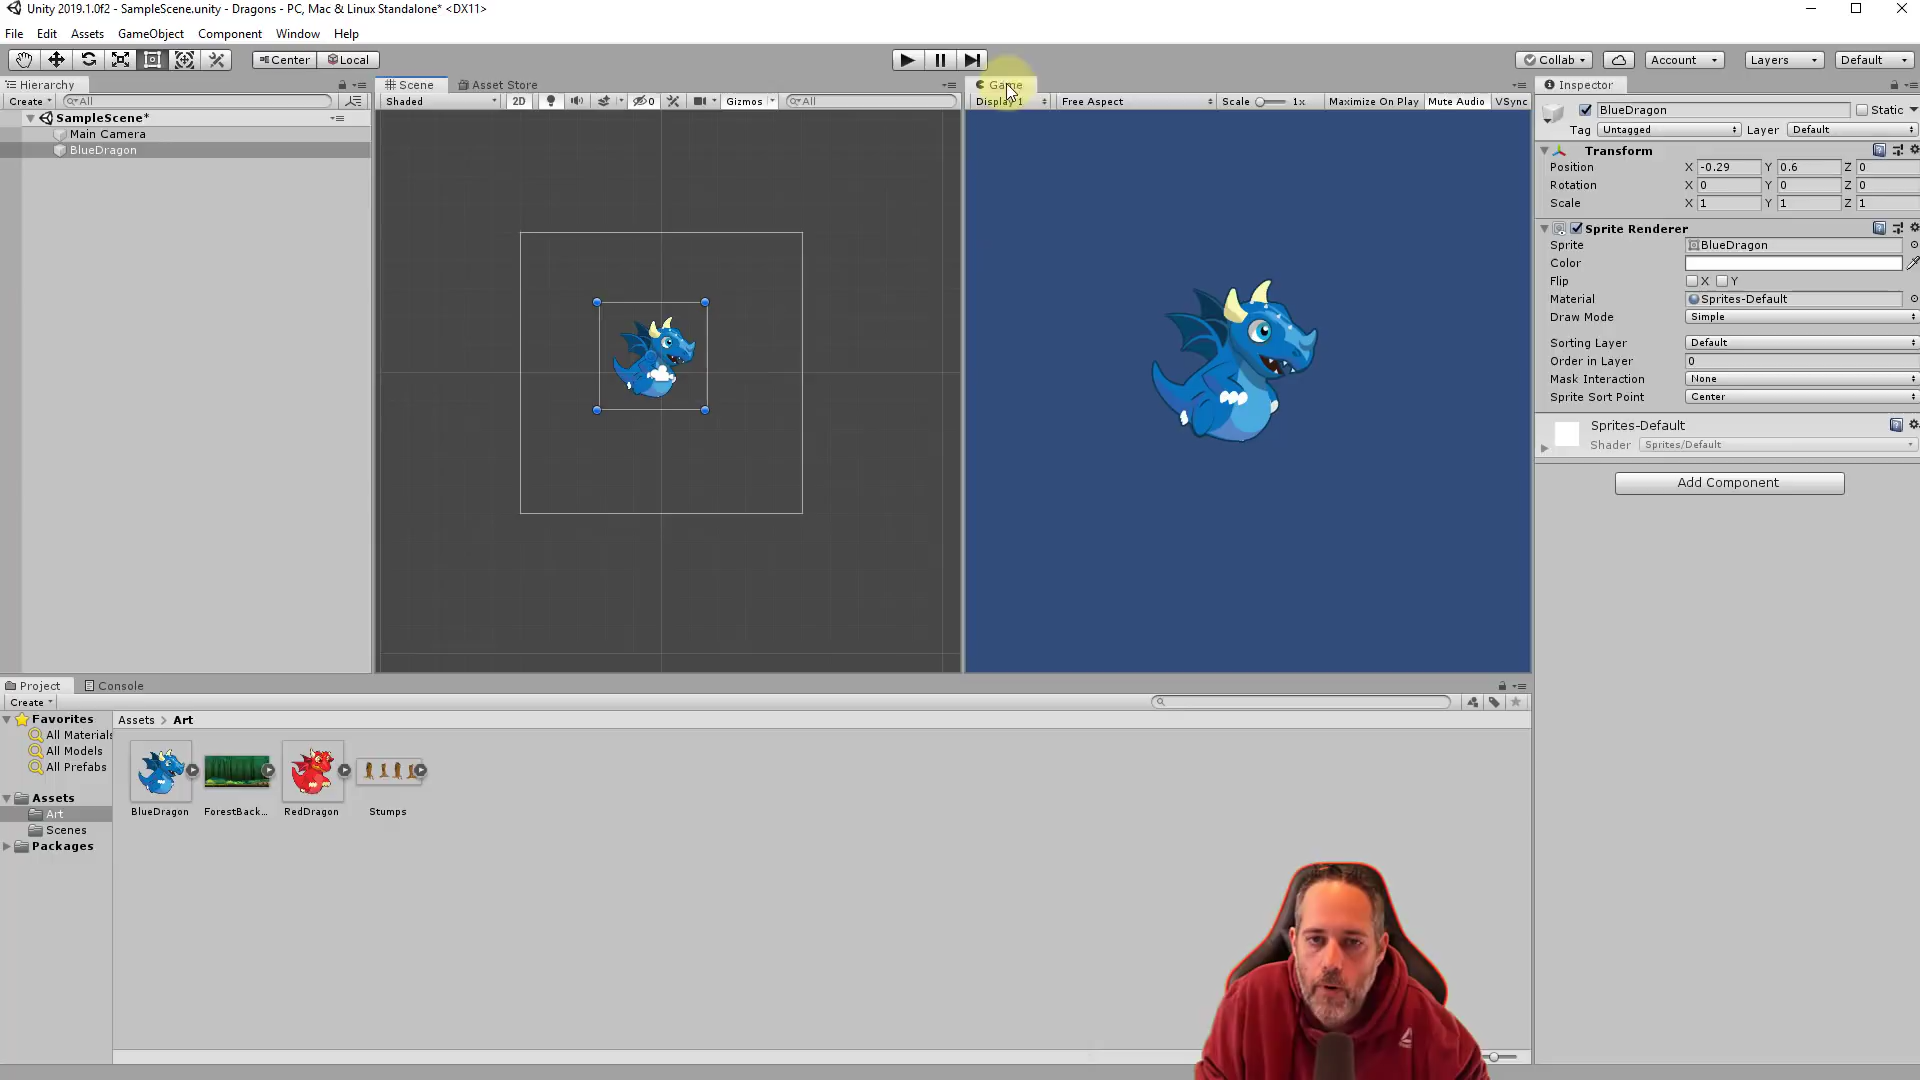 Unity 2019.1.0f2 - SampleScene.unity - Dragons - PC, Mac & Linux Standalone* <DX11>
File Edit Assets GameObject Component Window Help
Center Local
Collab Account Layers Default
Hierarchy
Create All
SampleScene*
Main Camera
BlueDragon
Scene Asset Store
Shaded 2D 0 Gizmos All
Game
Display 1 Free Aspect Scale 1x Maximize On Play Mute Audio VSync
Inspector
BlueDragon Static
Tag Untagged Layer Default
Transform
Position X -0.29 Y 0.6 Z 0
Rotation X 0 Y 0 Z 0
Scale X 1 Y 1 Z 1
Sprite Renderer
Sprite BlueDragon
Color
Flip X Y
Material Sprites-Default
Draw Mode Simple
Sorting Layer Default
Order in Layer 0
Mask Interaction None
Sprite Sort Point Center
Sprites-Default
Shader Sprites/Default
Add Component
Project Console
Create
Favorites
All Materials
All Models
All Prefabs
Assets
Art
Scenes
Packages
Assets > Art
BlueDragon ForestBack... RedDragon Stumps